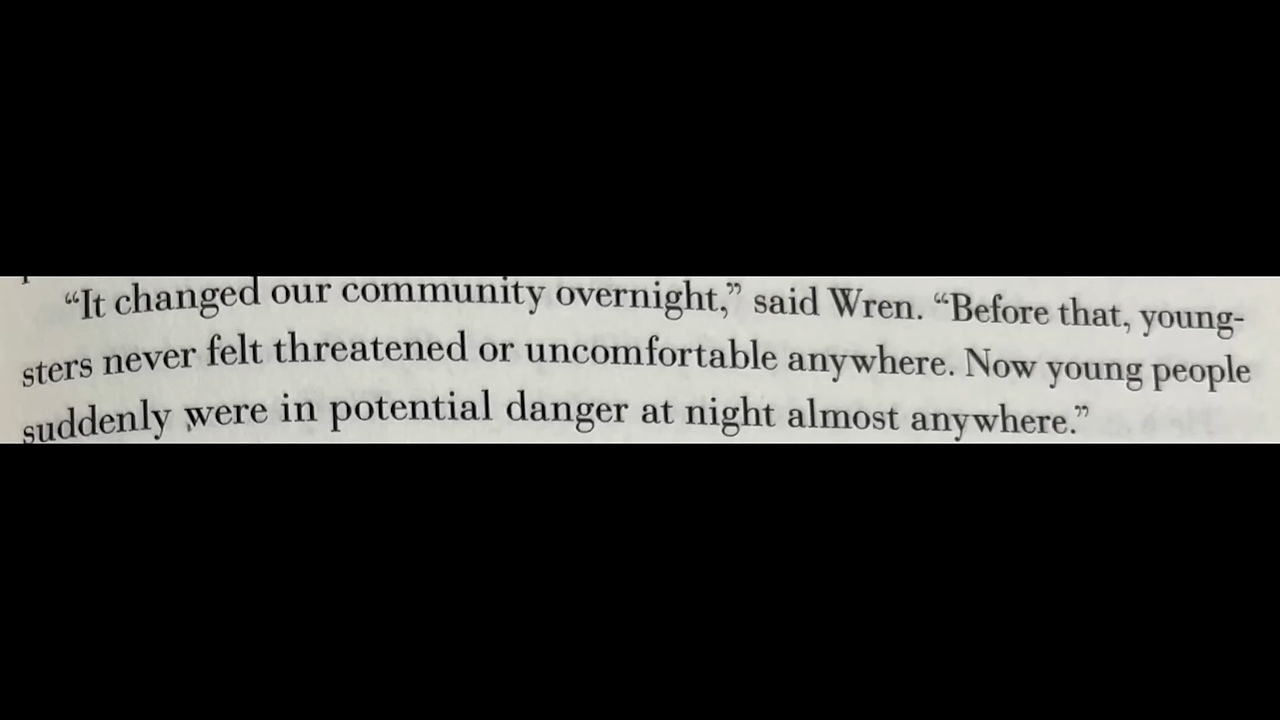 “It changed our community overnight,” said Wren. “Before that, young-
sters never felt threatened or uncomfortable anywhere. Now young people
suddenly were in potential danger at night almost anywhere.”